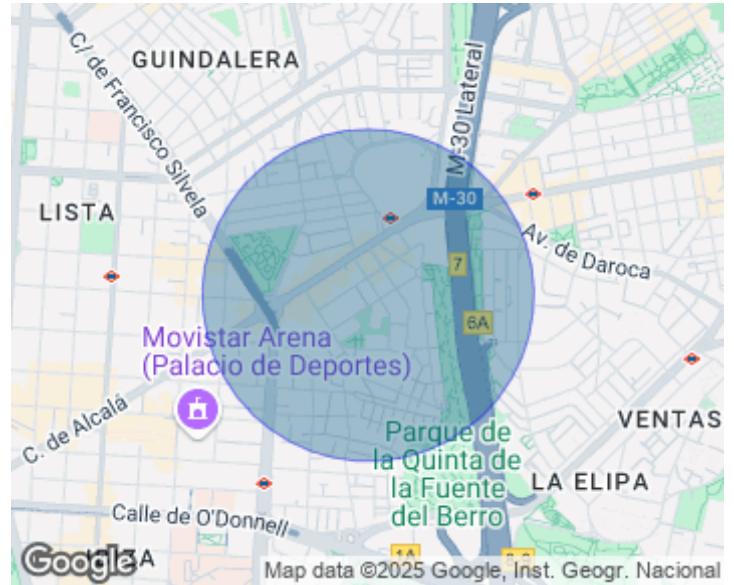 GUINDALERA
C/ de Francisco Silvela
M-30 Lateral
M-30
LISTA
Av. de Daroca
7
6A
Movistar Arena
(Palacio de Deportes)
C. de Alcalá
VENTAS
Parque de
la Quinta de
la Fuente
del Berro
LA ELIPA
Calle de O'Donnell
1A
Google
Map data ©2025 Google, Inst. Geogr. Nacional